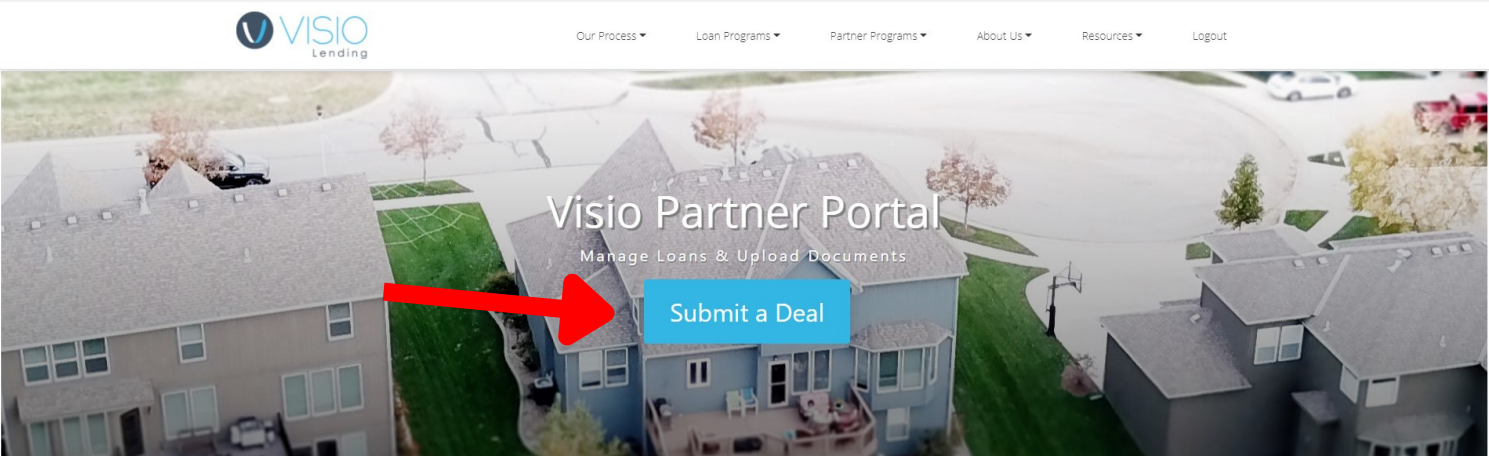 VISIO
Lending
Our Process
Loan Programs
Partner Programs
About Us
Resources
Logout
Visio Partner Portal
Manage Loans & Upload Documents
Submit a Deal